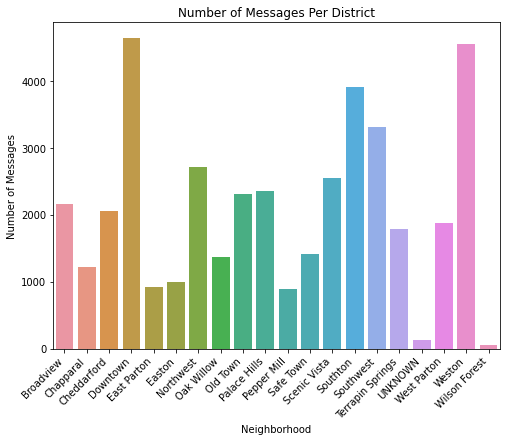 Number of Messages Per District
Number of Messages
4000
3000
2000
1000
0
Broadview
Chapparal
Cheddarford
Downtown
East Parton
Easton
Northwest
Oak Willow
Old Town
Palace Hills
Pepper Mill
Safe Town
Scenic Vista
Southton
Southwest
Terrapin Springs
UNKNOWN
West Parton
Weston
Wilson Forest
Neighborhood